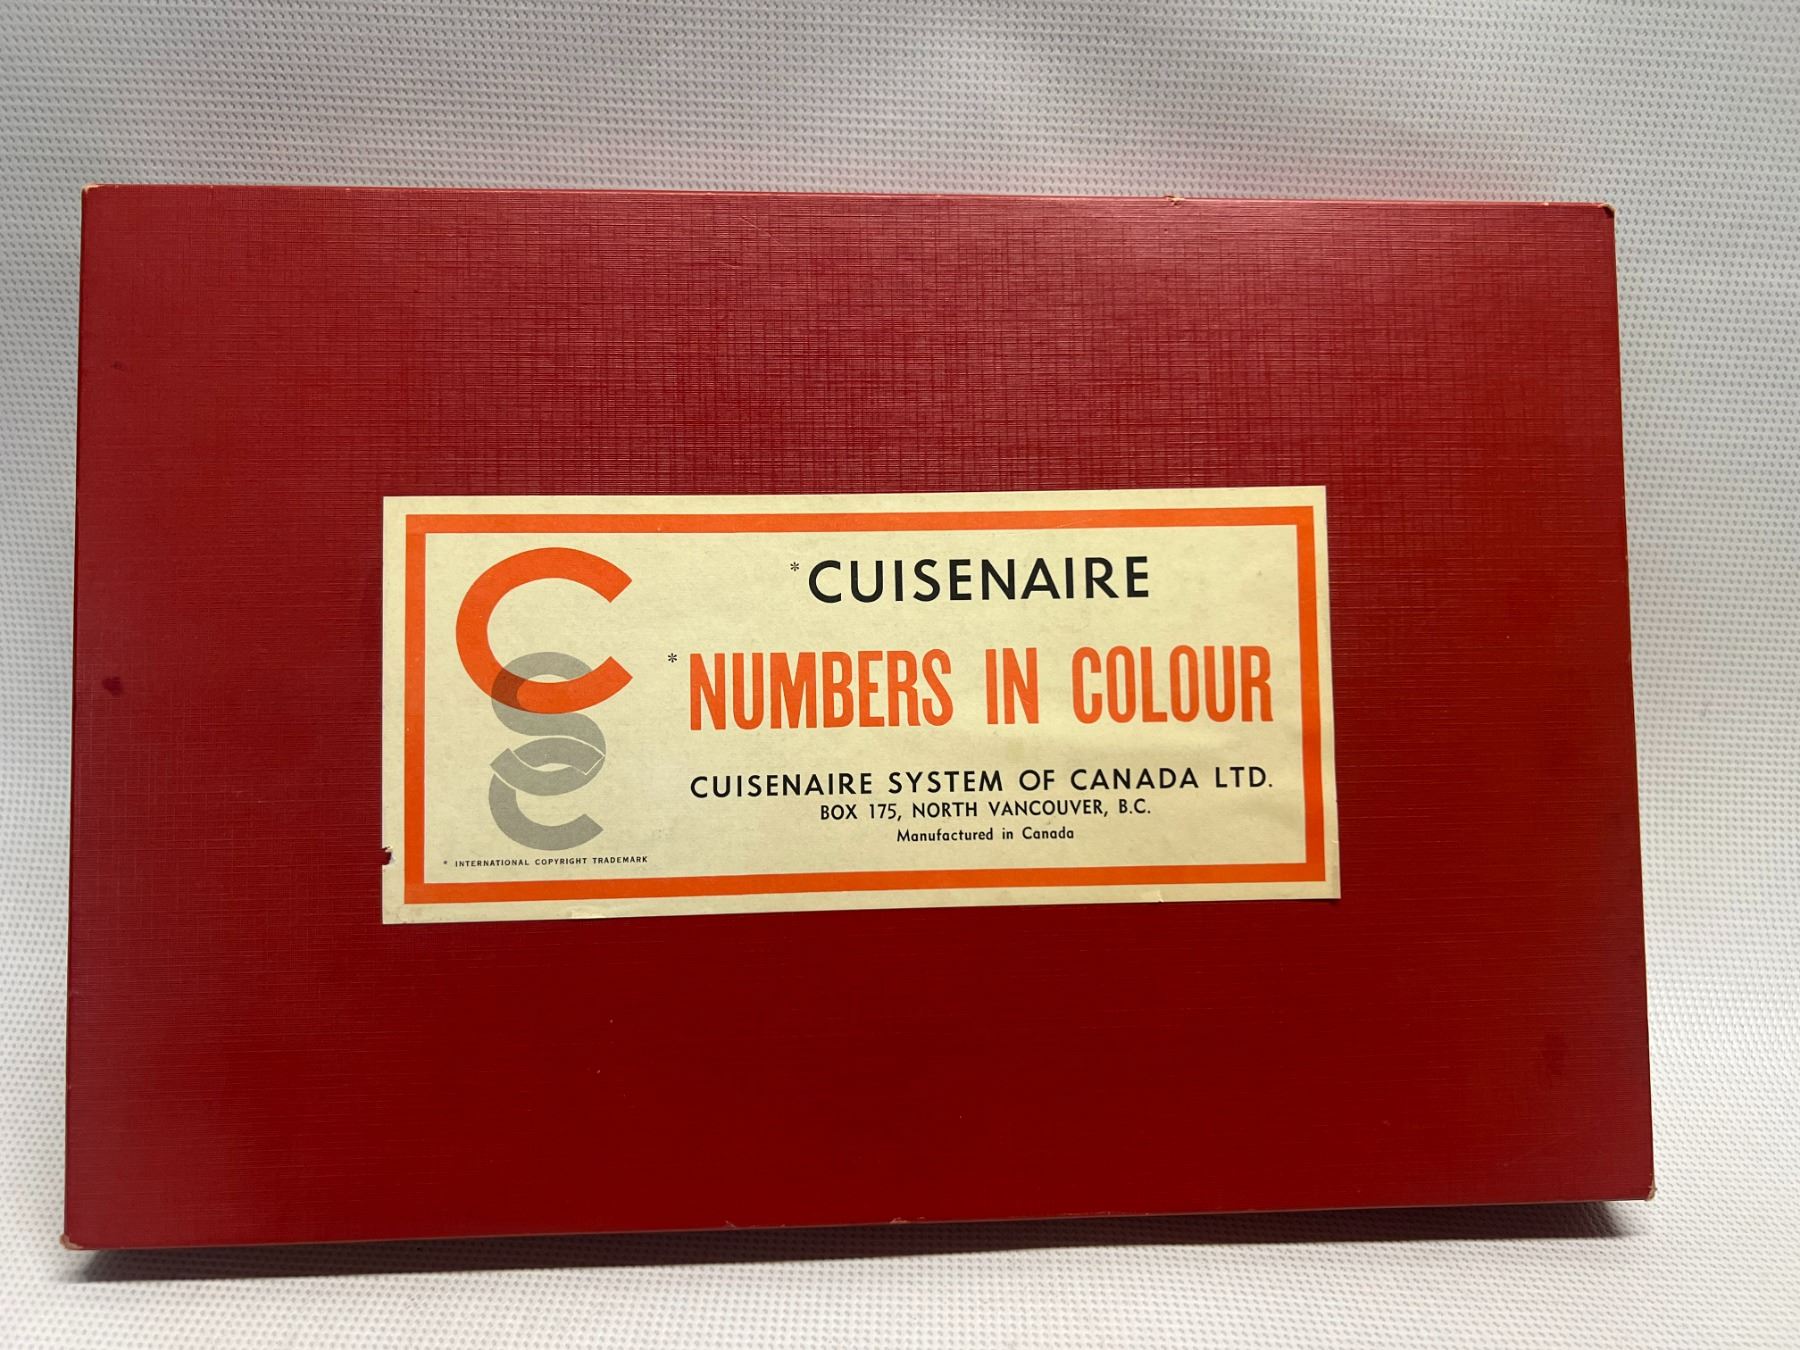 *CUISENAIRE
*NUMBERS IN COLOUR
CUISENAIRE SYSTEM OF CANADA LTD.
BOX 175, NORTH VANCOUVER, B.C.
Manufactured in Canada
* INTERNATIONAL COPYRIGHT TRADEMARK